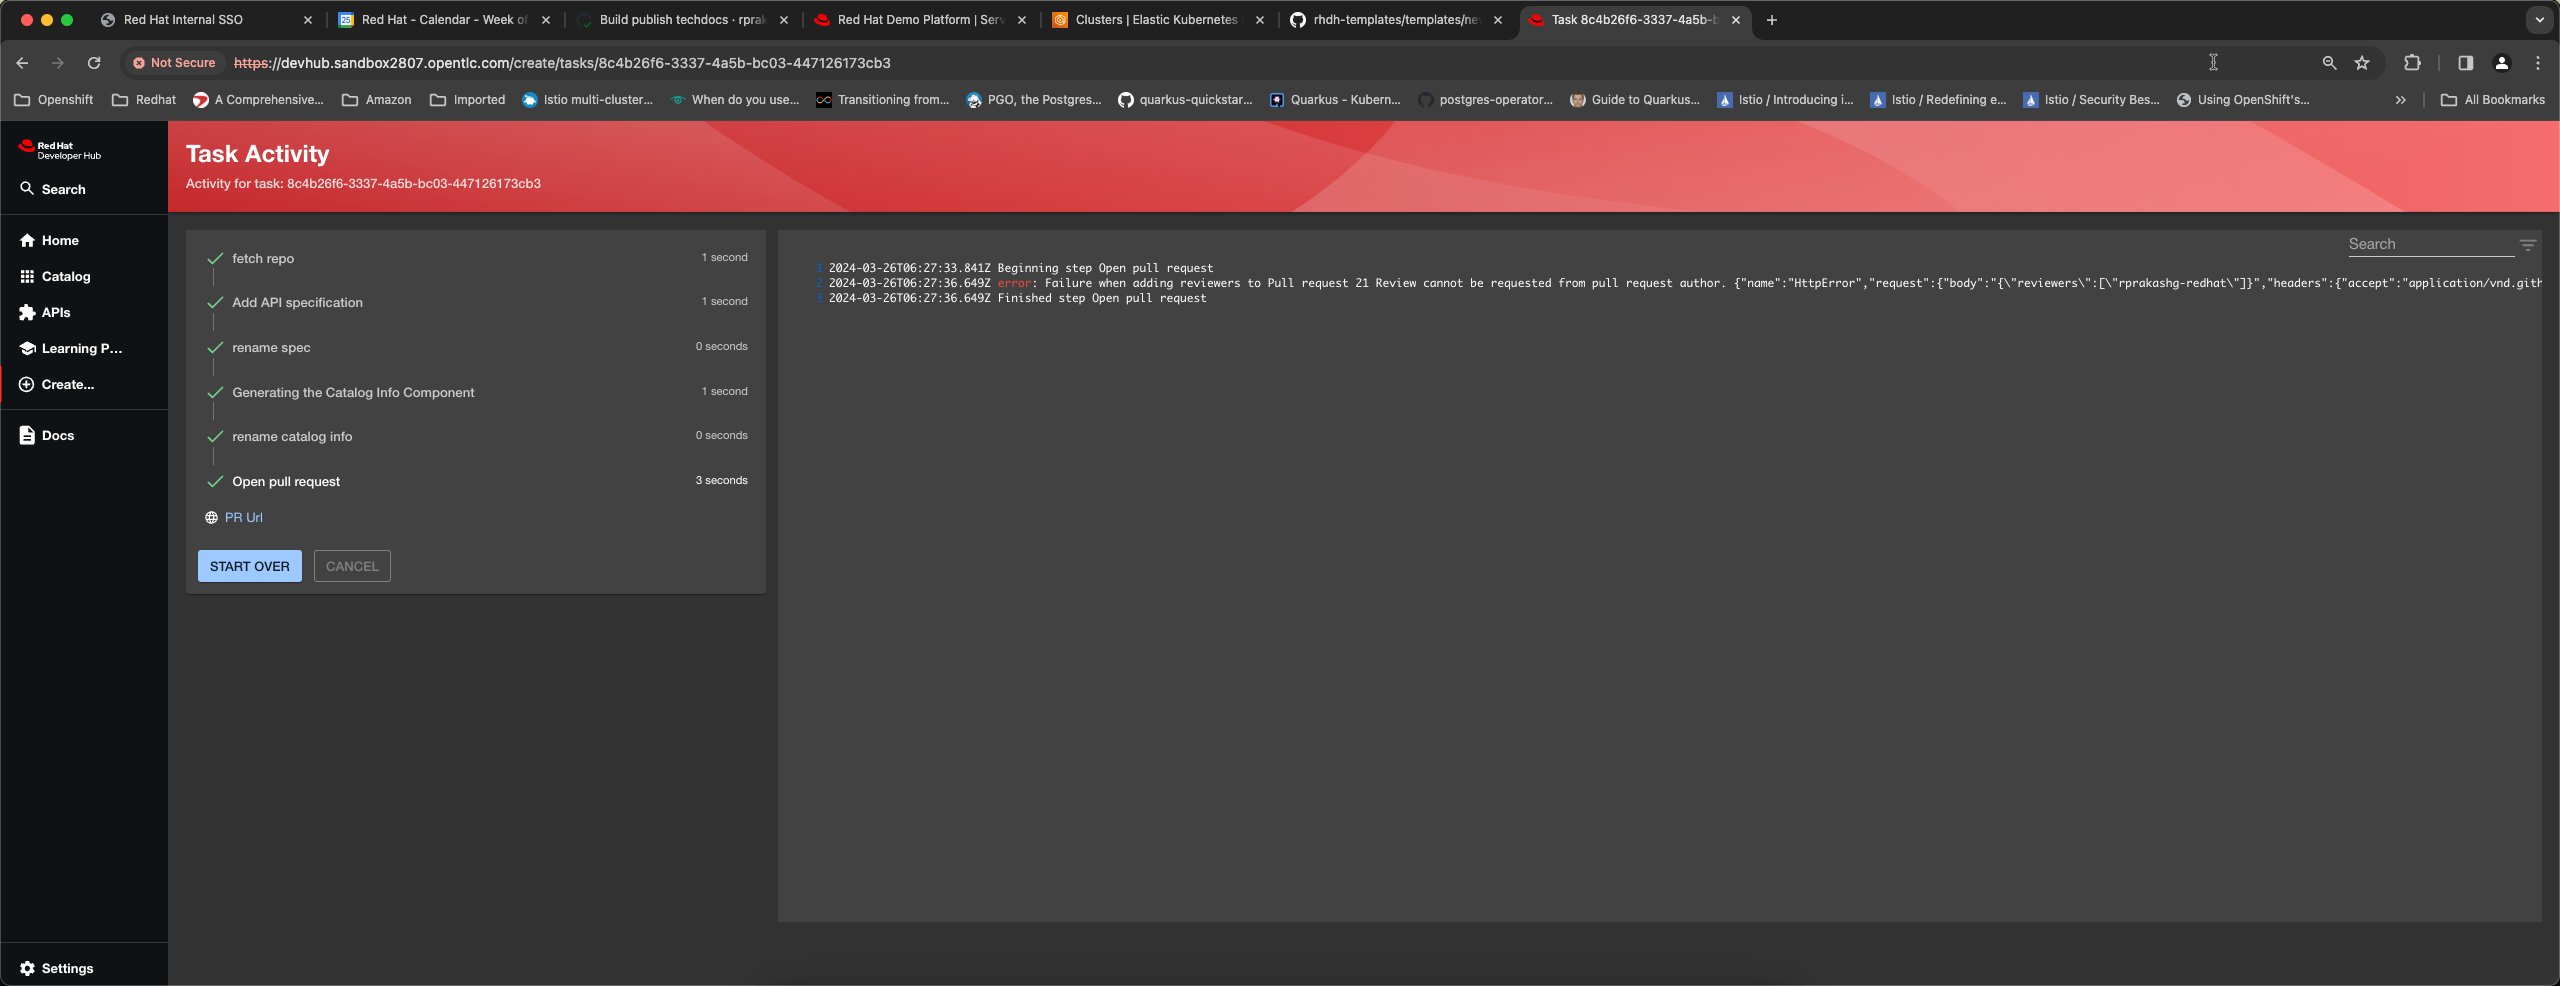 Red Hat Internal SSO
Red Hat - Calendar - Week of
Build publish techdocs · rprak
Red Hat Demo Platform | Serv
Clusters | Elastic Kubernetes
rhdh-templates/templates/ne
Task 8c4b26f6-3337-4a5b-b
Not Secure
https://devhub.sandbox2807.opentlc.com/create/tasks/8c4b26f6-3337-4a5b-bc03-447126173cb3
Openshift
Redhat
A Comprehensive...
Amazon
Imported
Istio multi-cluster...
When do you use...
Transitioning from...
PGO, the Postgres...
quarkus-quickstar...
Quarkus - Kubern...
postgres-operator...
Guide to Quarkus...
Istio / Introducing i...
Istio / Redefining e...
Istio / Security Bes...
Using OpenShift's...
All Bookmarks
Red Hat
Developer Hub
Search
Home
Catalog
APIs
Learning P...
Create...
Docs
Settings
Task Activity
Activity for task: 8c4b26f6-3337-4a5b-bc03-447126173cb3
fetch repo 1 second
Add API specification 1 second
rename spec 0 seconds
Generating the Catalog Info Component 1 second
rename catalog info 0 seconds
Open pull request 3 seconds
PR Url
START OVER CANCEL
Search
1 2024-03-26T06:27:33.841Z Beginning step Open pull request
2 2024-03-26T06:27:36.649Z error: Failure when adding reviewers to Pull request 21 Review cannot be requested from pull request author. {"name":"HttpError","request":{"body":"{\"reviewers\":[\"rprakashg-redhat\"]}","headers":{"accept":"application/vnd.gith
3 2024-03-26T06:27:36.649Z Finished step Open pull request